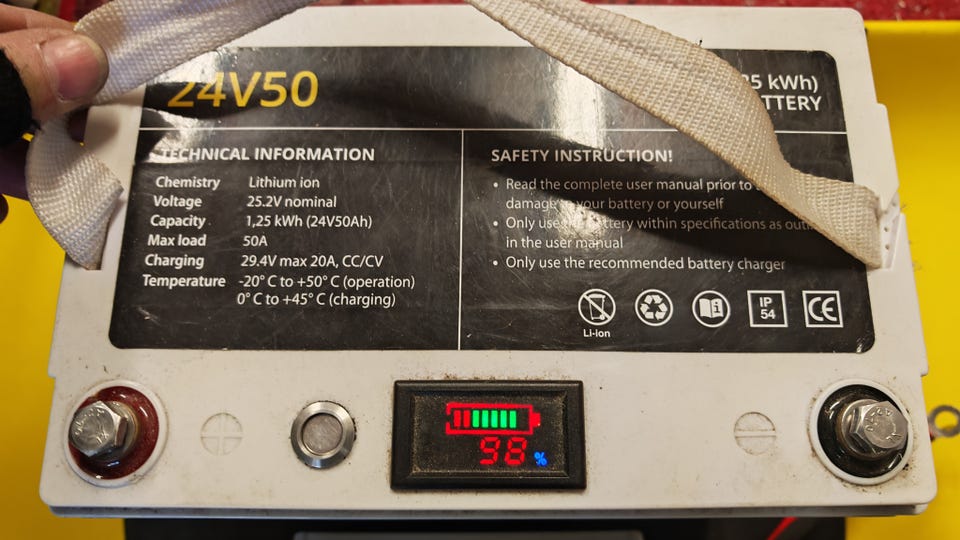 24V50
kWh)
TTERY
TECHNICAL INFORMATION
Chemistry Lithium ion
Voltage 25.2V nominal
Capacity 1,25 kWh (24V50Ah)
Max load 50A
Charging 29.4V max 20A, CC/CV
Temperature -20° C to +50° C (operation)
0° C to +45° C (charging)
SAFETY INSTRUCTION!
• Read the complete user manual prior to
damage to your battery or yourself
• Only use the battery within specifications as
in the user manual
• Only use the recommended battery charger
Li-ion
i
IP
54
CE
98 %